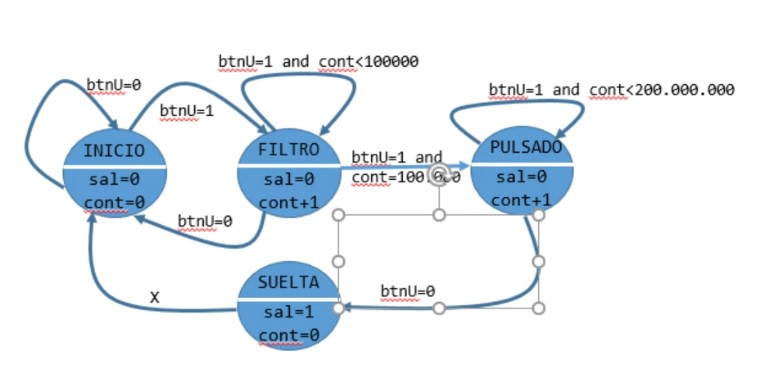 btnU=1 and cont<100000
btnU=0
btnU=1 and cont<200.000.000
btnU=1
INICIO
FILTRO
PULSADO
btnU=1 and
cont=100.000
sal=0
cont=0
sal=0
cont+1
sal=0
cont+1
btnU=0
SUELTA
btnU=0
X
sal=1
cont=0